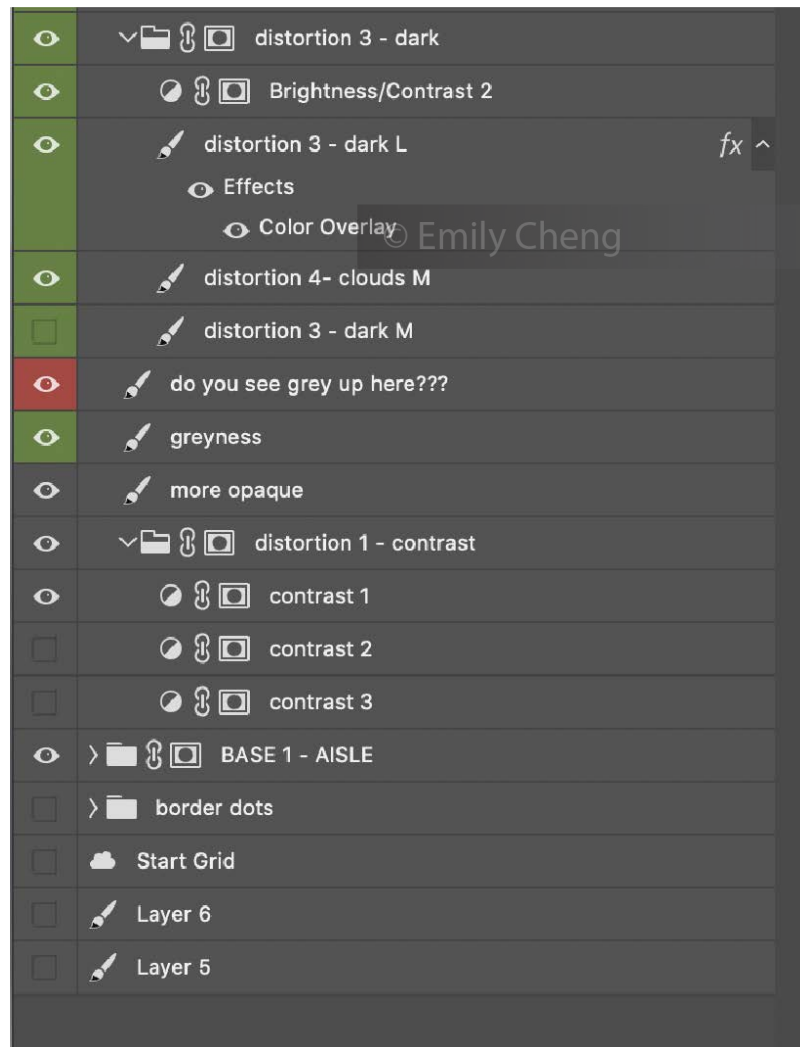 distortion 3 - dark
Brightness/Contrast 2
distortion 3 - dark L fx
Effects
Color Overlay
© Emily Cheng
distortion 4- clouds M
distortion 3 - dark M
do you see grey up here???
greyness
more opaque
distortion 1 - contrast
contrast 1
contrast 2
contrast 3
BASE 1 - AISLE
border dots
Start Grid
Layer 6
Layer 5